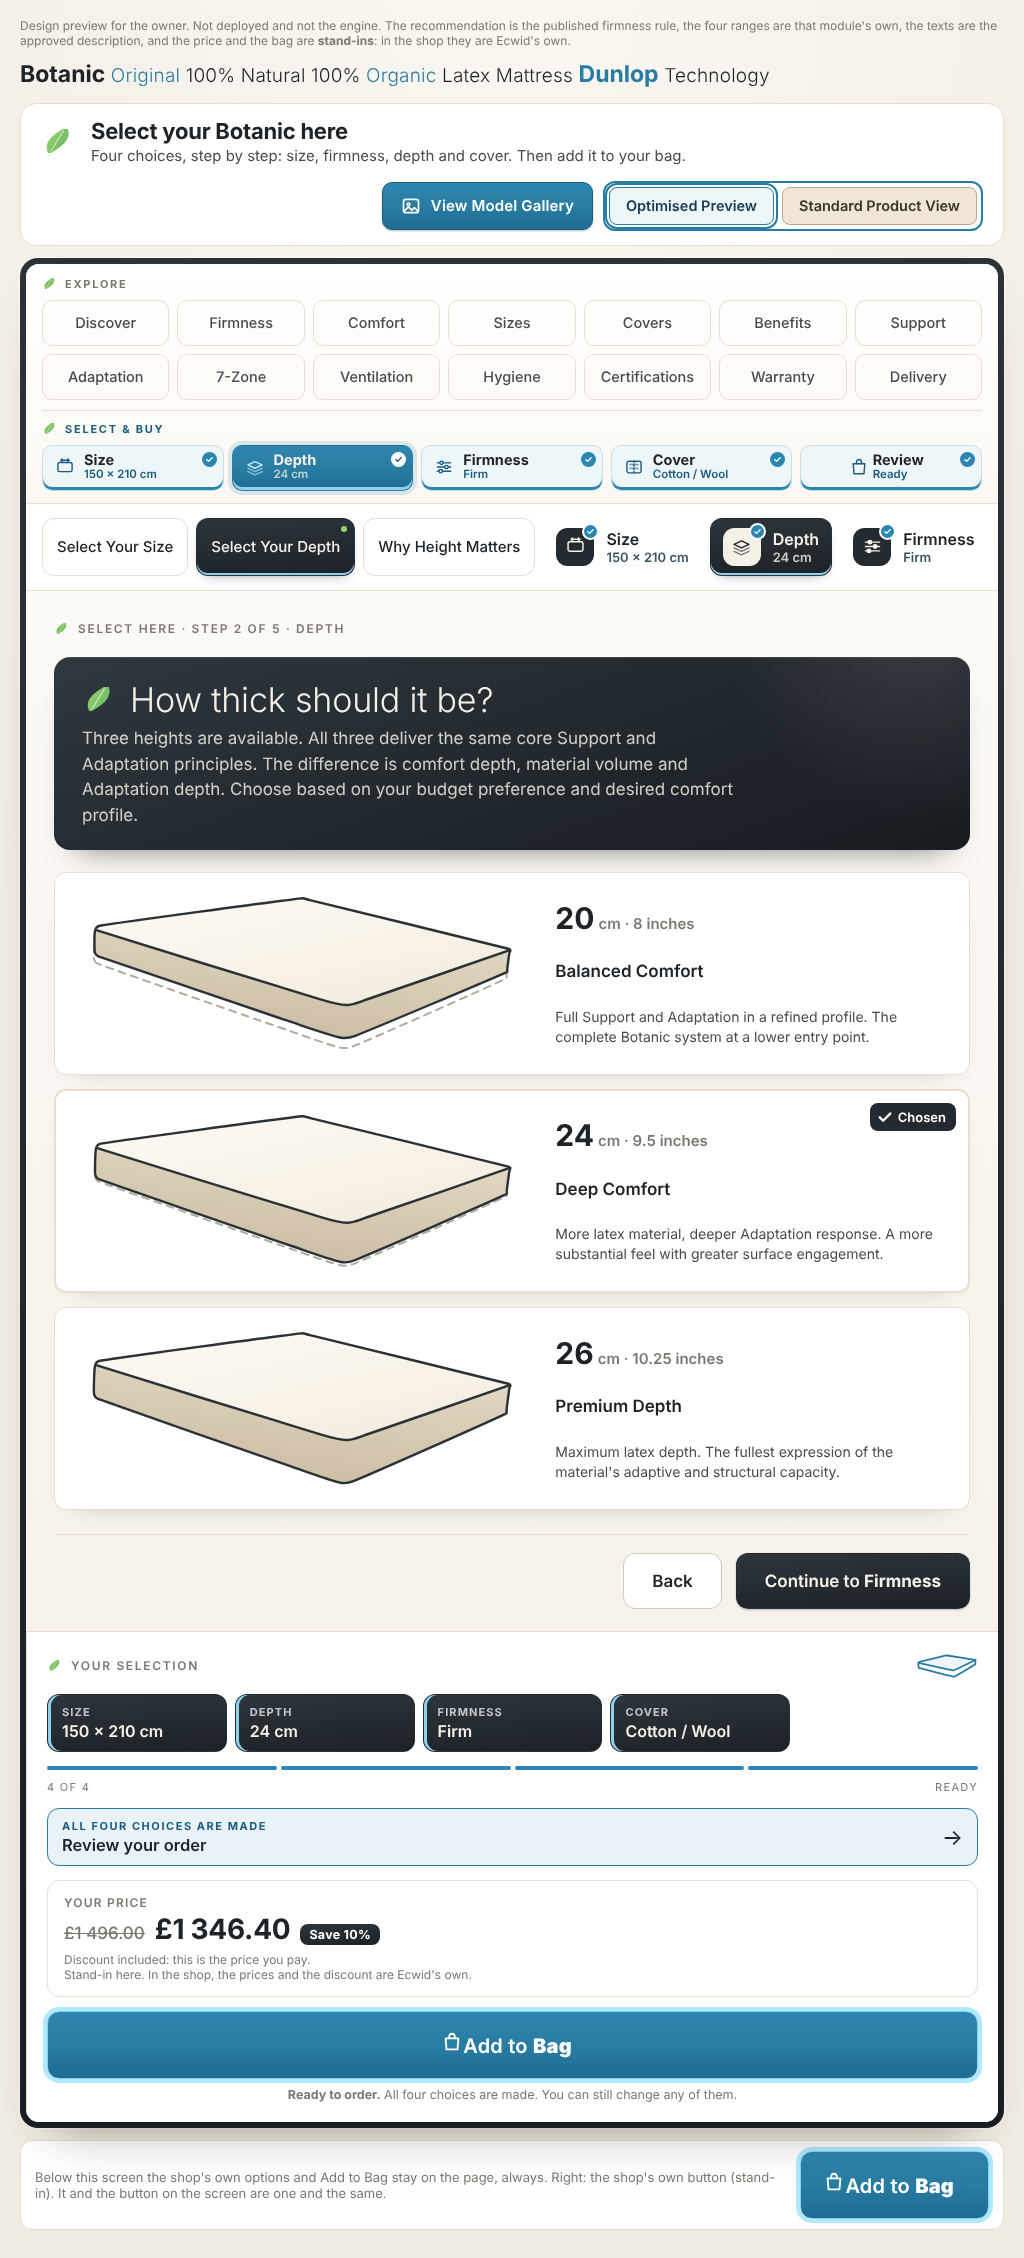 Design preview for the owner. Not deployed and not the engine. The recommendation is the published firmness rule, the four ranges are that module's own, the texts are the
approved description, and the price and the bag are stand-ins: in the shop they are Ecwid's own.
Botanic Original 100% Natural 100% Organic Latex Mattress Dunlop Technology
Select your Botanic here
Four choices, step by step: size, firmness, depth and cover. Then add it to your bag.
View Model Gallery
Optimised Preview
Standard Product View
EXPLORE
Discover
Firmness
Comfort
Sizes
Covers
Benefits
Support
Adaptation
7-Zone
Ventilation
Hygiene
Certifications
Warranty
Delivery
SELECT & BUY
Size
150 × 210 cm
Depth
24 cm
Firmness
Firm
Cover
Cotton / Wool
Review
Ready
Select Your Size
Select Your Depth
Why Height Matters
Size
150 × 210 cm
Depth
24 cm
Firmness
Firm
SELECT HERE · STEP 2 OF 5 · DEPTH
How thick should it be?
Three heights are available. All three deliver the same core Support and
Adaptation principles. The difference is comfort depth, material volume and
Adaptation depth. Choose based on your budget preference and desired comfort
profile.
20 cm · 8 inches
Balanced Comfort
Full Support and Adaptation in a refined profile. The
complete Botanic system at a lower entry point.
Chosen
24 cm · 9.5 inches
Deep Comfort
More latex material, deeper Adaptation response. A more
substantial feel with greater surface engagement.
26 cm · 10.25 inches
Premium Depth
Maximum latex depth. The fullest expression of the
material's adaptive and structural capacity.
Back
Continue to Firmness
YOUR SELECTION
SIZE
150 × 210 cm
DEPTH
24 cm
FIRMNESS
Firm
COVER
Cotton / Wool
4 OF 4
READY
ALL FOUR CHOICES ARE MADE
Review your order
YOUR PRICE
£1 496.00 £1 346.40 Save 10%
Discount included: this is the price you pay.
Stand-in here. In the shop, the prices and the discount are Ecwid's own.
Add to Bag
Ready to order. All four choices are made. You can still change any of them.
Below this screen the shop's own options and Add to Bag stay on the page, always. Right: the shop's own button (stand-
in). It and the button on the screen are one and the same.
Add to Bag